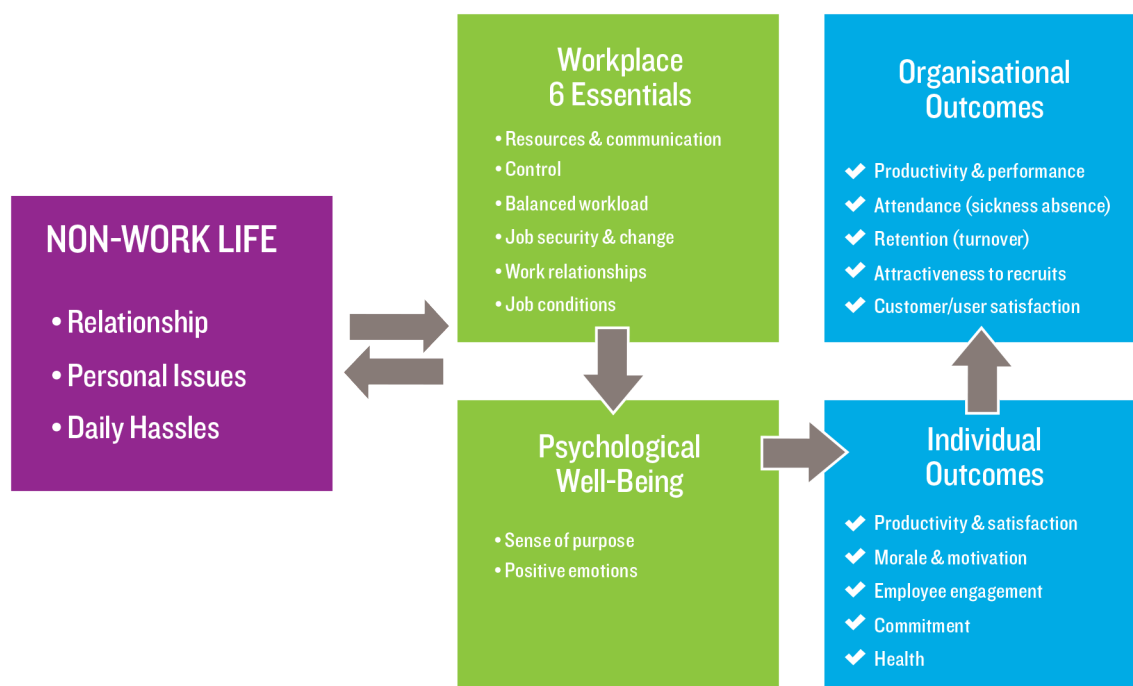 NON-WORK LIFE
• Relationship
• Personal Issues
• Daily Hassles
Workplace
6 Essentials
• Resources & communication
• Control
• Balanced workload
• Job security & change
• Work relationships
• Job conditions
Psychological
Well-Being
• Sense of purpose
• Positive emotions
Organisational
Outcomes
✔ Productivity & performance
✔ Attendance (sickness absence)
✔ Retention (turnover)
✔ Attractiveness to recruits
✔ Customer/user satisfaction
Individual
Outcomes
✔ Productivity & satisfaction
✔ Morale & motivation
✔ Employee engagement
✔ Commitment
✔ Health